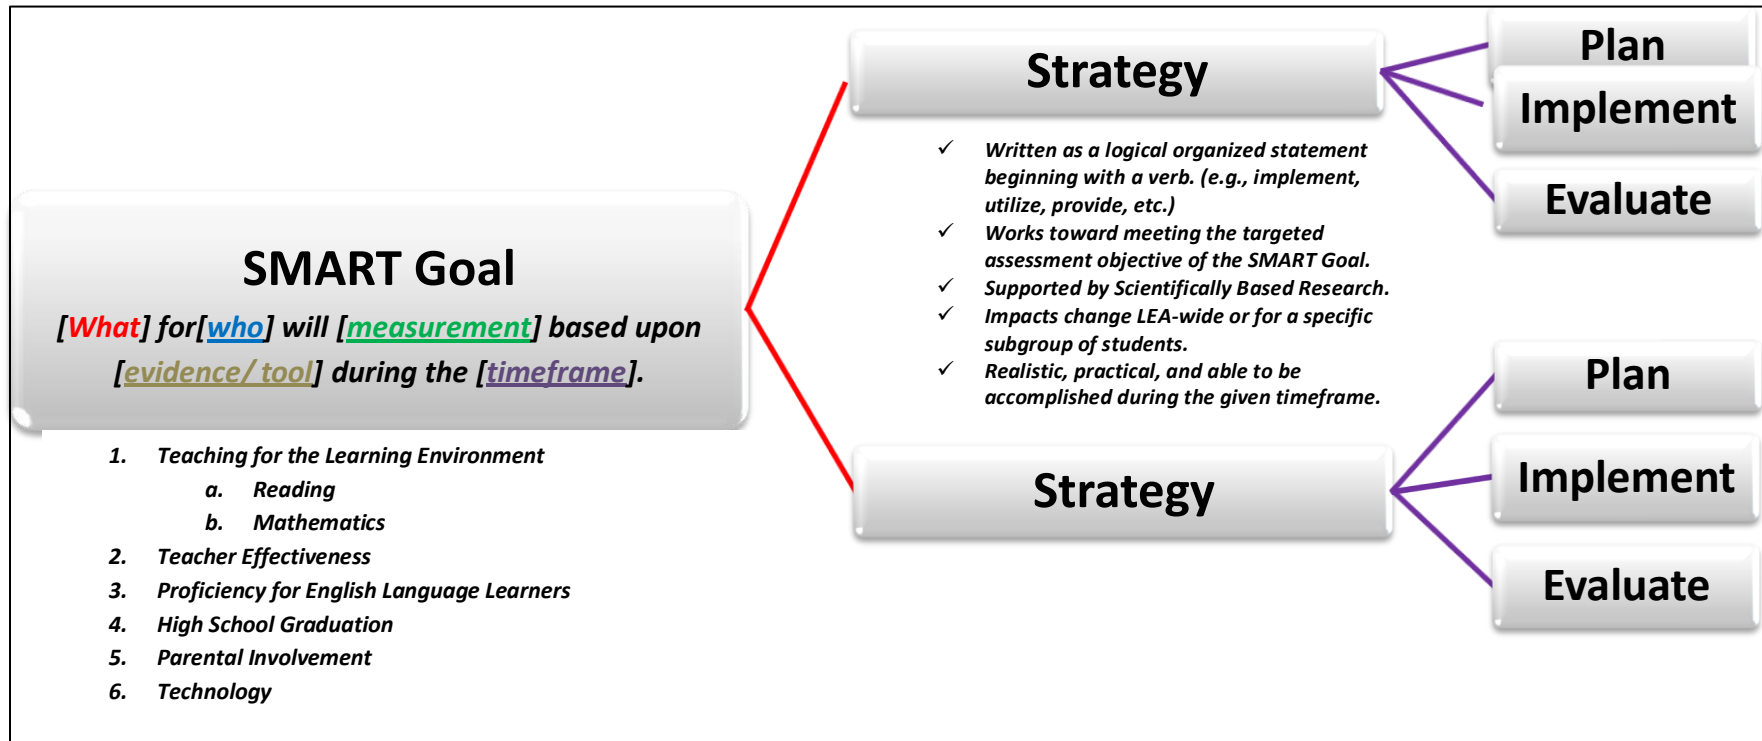 SMART Goal
[What] for[who] will [measurement] based upon
[evidence/ tool] during the [timeframe].
1. Teaching for the Learning Environment
a. Reading
b. Mathematics
2. Teacher Effectiveness
3. Proficiency for English Language Learners
4. High School Graduation
5. Parental Involvement
6. Technology
Strategy
✓ Written as a logical organized statement
beginning with a verb. (e.g., implement,
utilize, provide, etc.)
✓ Works toward meeting the targeted
assessment objective of the SMART Goal.
✓ Supported by Scientifically Based Research.
✓ Impacts change LEA-wide or for a specific
subgroup of students.
✓ Realistic, practical, and able to be
accomplished during the given timeframe.
Strategy
Plan
Implement
Evaluate
Plan
Implement
Evaluate